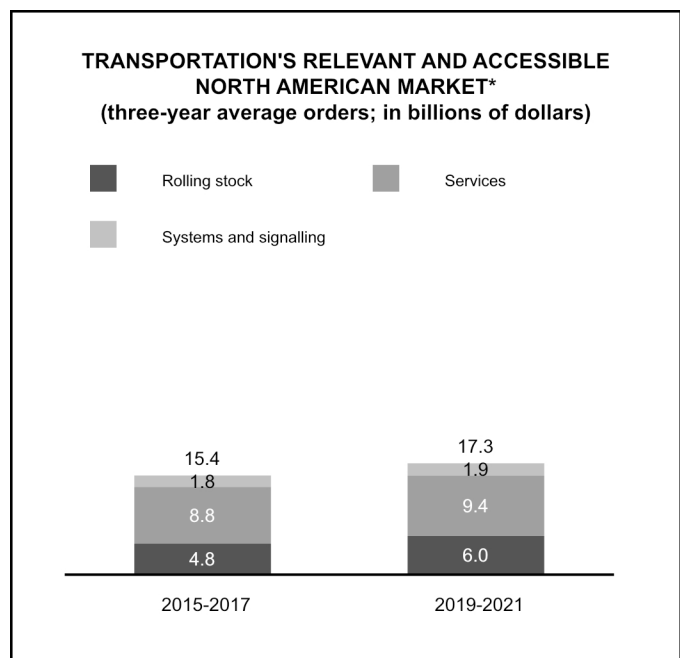 TRANSPORTATION'S RELEVANT AND ACCESSIBLE
NORTH AMERICAN MARKET*
(three-year average orders; in billions of dollars)
Rolling stock
Services
Systems and signalling
15.4
1.8
8.8
4.8
17.3
1.9
9.4
6.0
2015-2017
2019-2021